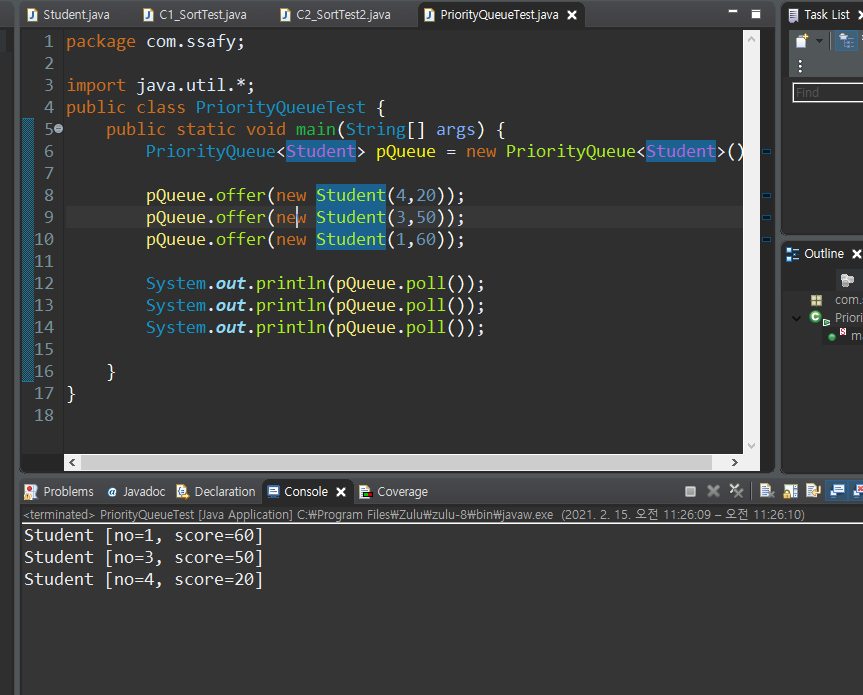 Student.java C1_SortTest.java C2_SortTest2.java PriorityQueueTest.java Task List
1 package com.ssafy;
2
3 import java.util.*;
4 public class PriorityQueueTest {
5 public static void main(String[] args) {
6 PriorityQueue<Student> pQueue = new PriorityQueue<Student>()
7
8 pQueue.offer(new Student(4,20));
9 pQueue.offer(new Student(3,50));
10 pQueue.offer(new Student(1,60));
11
12 System.out.println(pQueue.poll());
13 System.out.println(pQueue.poll());
14 System.out.println(pQueue.poll());
15
16 }
17 }
18
Find
Outline
com.
Priori
m
Problems Javadoc Declaration Console Coverage
<terminated> PriorityQueueTest [Java Application] C:₩Program Files₩Zulu₩zulu-8₩bin₩javaw.exe (2021. 2. 15. 오전 11:26:09 – 오전 11:26:10)
Student [no=1, score=60]
Student [no=3, score=50]
Student [no=4, score=20]